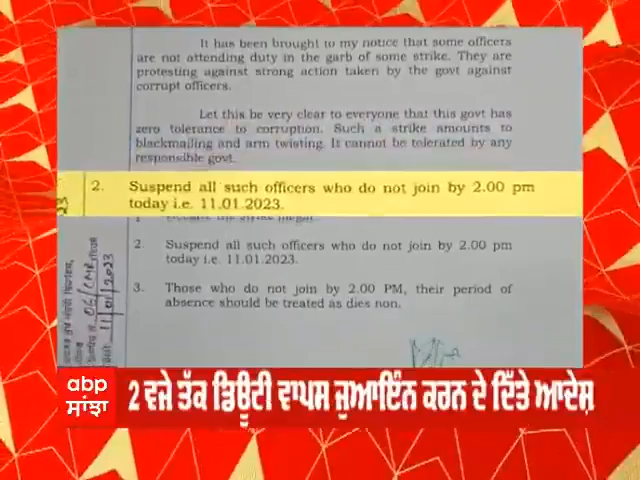 It has been brought to my notice that some officers
are not attending duty in the garb of some strike. They are
protesting against strong action taken by the govt against
corrupt officers.
Let this be very clear to everyone that this govt has
zero tolerance to corruption. Such a strike amounts to
blackmailing and arm twisting. It cannot be tolerated by any
responsible govt.
2. Suspend all such officers who do not join by 2.00 pm
today i.e. 11.01.2023.
2. Suspend all such officers who do not join by 2.00 pm
today i.e. 11.01.2023.
3. Those who do not join by 2.00 PM, their period of
absence should be treated as dies non.
06/CMR
11/01/2023
abp
ਸਾਂਝਾ
2 ਵਜੇ ਤੱਕ ਡਿਊਟੀ ਵਾਪਸ ਜੁਆਇੰਨ ਕਰਨ ਦੇ ਦਿੱਤੇ ਆਦੇਸ਼